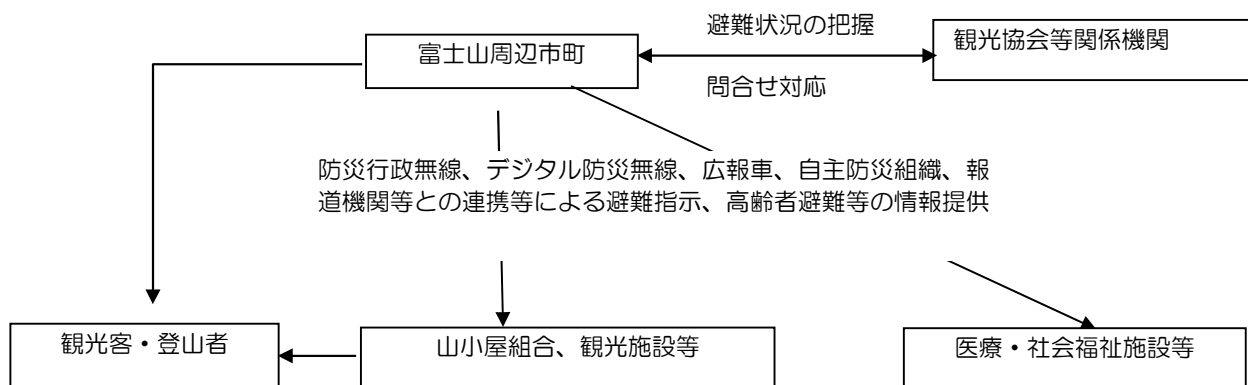 避難状況の把握
富士山周辺市町
観光協会等関係機関
問合せ対応
防災行政無線、デジタル防災無線、広報車、自主防災組織、報
道機関等との連携等による避難指示、高齢者避難等の情報提供
観光客・登山者
山小屋組合、観光施設等
医療・社会福祉施設等